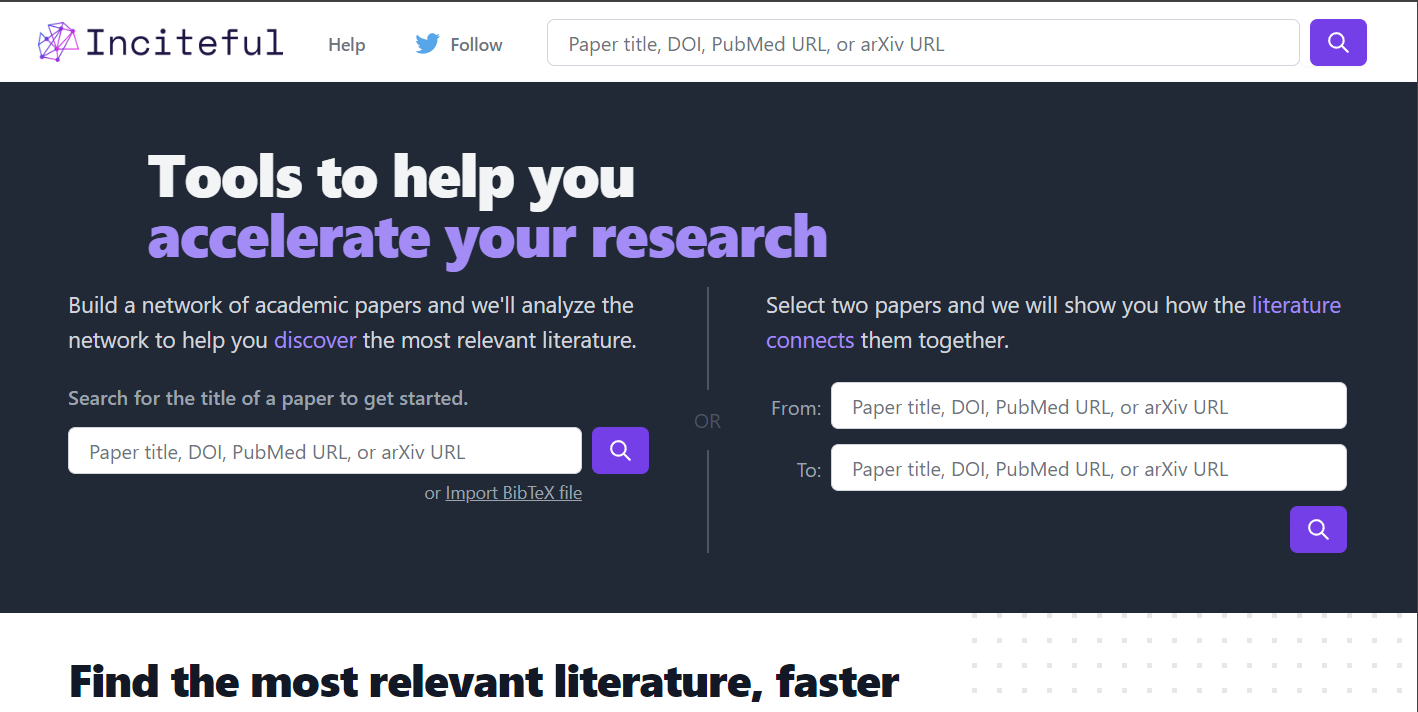 Inciteful
Help
Follow
Paper title, DOI, PubMed URL, or arXiv URL
Tools to help you
accelerate your research
Build a network of academic papers and we'll analyze the
network to help you discover the most relevant literature.
Search for the title of a paper to get started.
Paper title, DOI, PubMed URL, or arXiv URL
or Import BibTeX file
OR
Select two papers and we will show you how the literature
connects them together.
From:
Paper title, DOI, PubMed URL, or arXiv URL
To:
Paper title, DOI, PubMed URL, or arXiv URL
Find the most relevant literature, faster